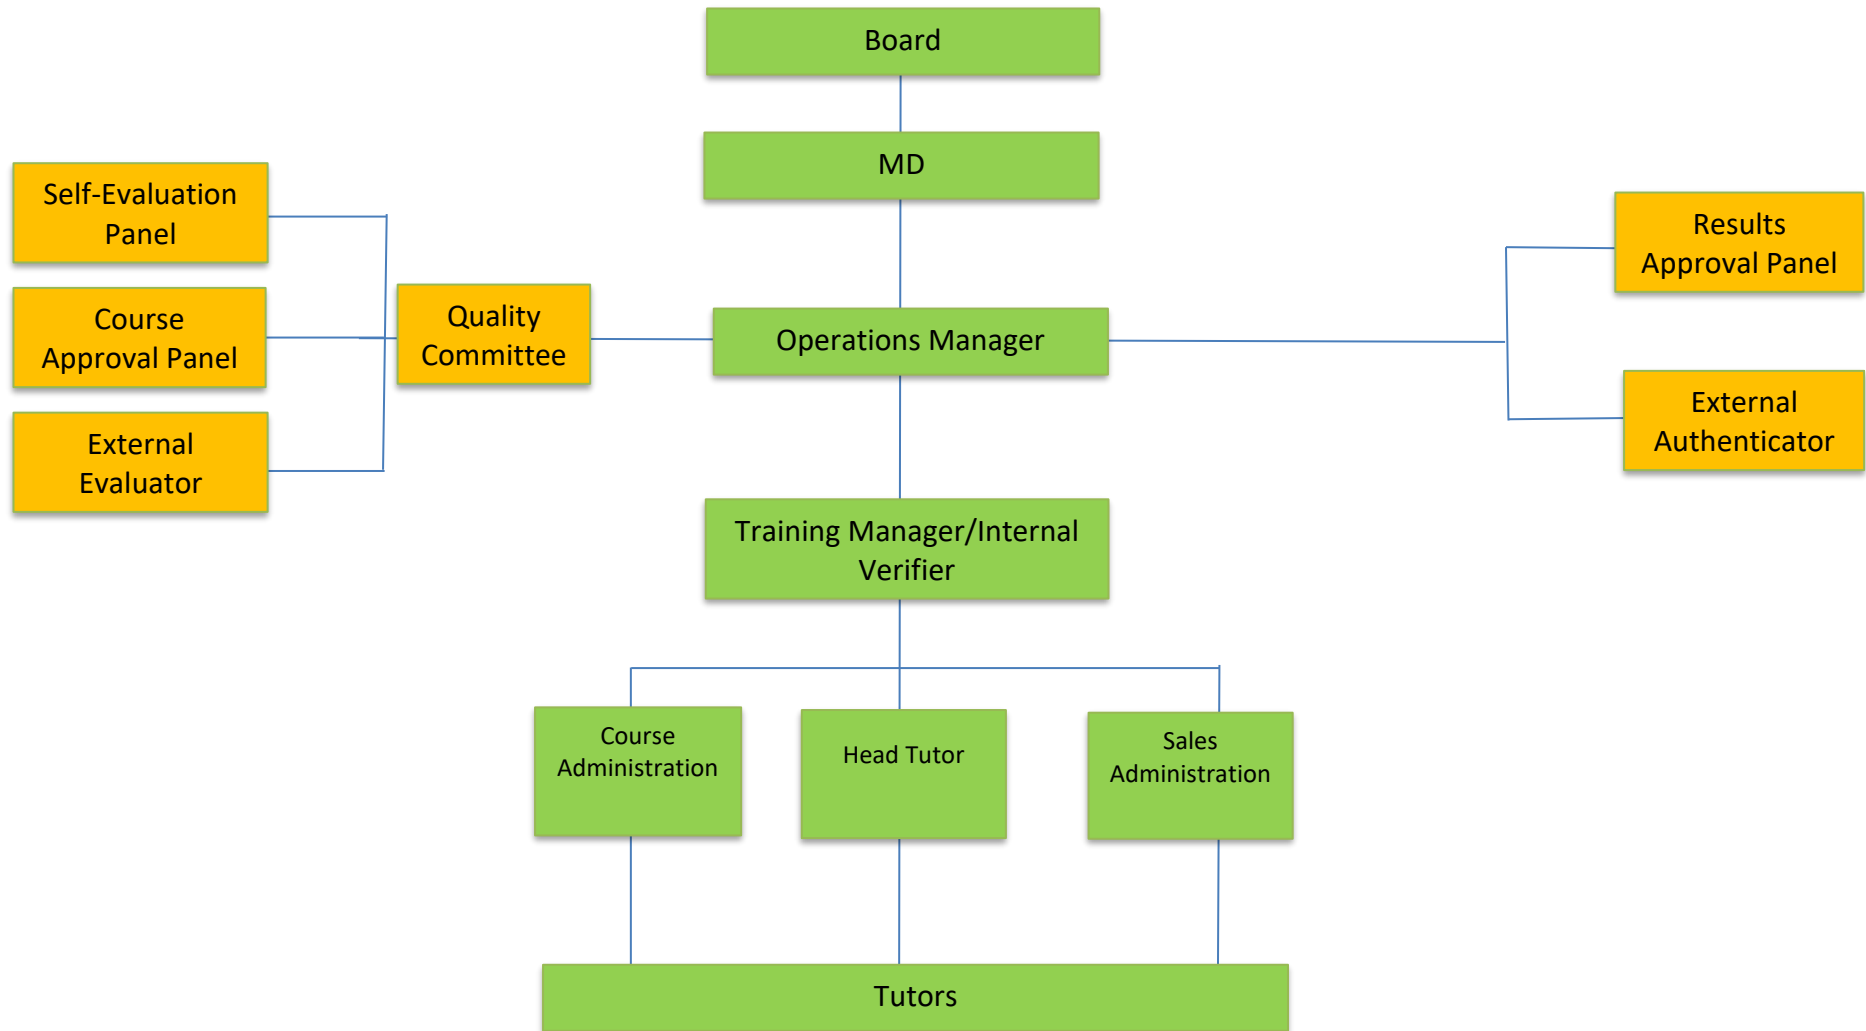 Board
MD
Self-Evaluation
Panel
Course
Approval Panel
External
Evaluator
Quality
Committee
Operations Manager
Results
Approval Panel
External
Authenticator
Training Manager/Internal
Verifier
Course
Administration
Head Tutor
Sales
Administration
Tutors